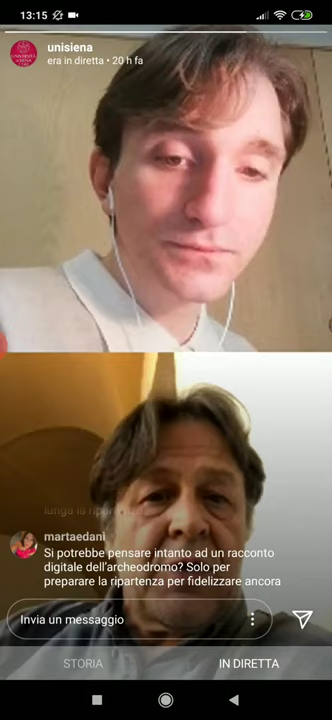 13:15
unisiena
era in diretta • 20 h fa
lunga la ripartenza
martaedani
Si potrebbe pensare intanto ad un racconto
digitale dell'archeodromo? Solo per
preparare la ripartenza per fidelizzare ancora
Invia un messaggio
STORIA
IN DIRETTA